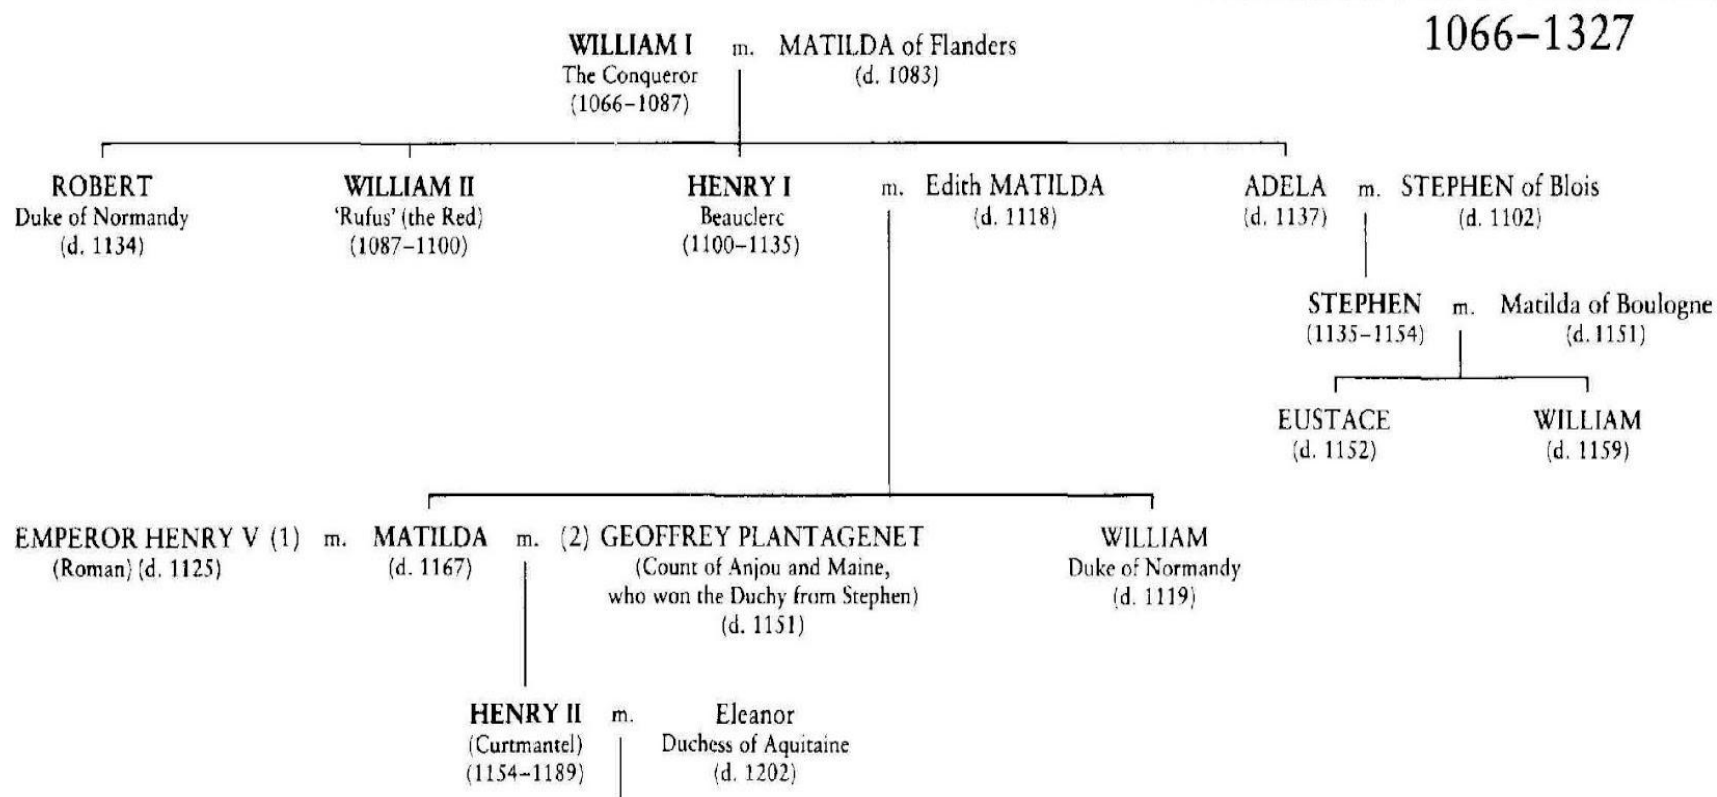 1066–1327
WILLIAM I m. MATILDA of Flanders
The Conqueror (d. 1083)
(1066–1087)
ROBERT WILLIAM II HENRY I m. Edith MATILDA ADELA m. STEPHEN of Blois
Duke of Normandy 'Rufus' (the Red) Beauclerc (d. 1118) (d. 1137) (d. 1102)
(d. 1134) (1087–1100) (1100–1135)
STEPHEN m. Matilda of Boulogne
(1135–1154) (d. 1151)
EUSTACE WILLIAM
(d. 1152) (d. 1159)
EMPEROR HENRY V (1) m. MATILDA m. (2) GEOFFREY PLANTAGENET WILLIAM
(Roman) (d. 1125) (d. 1167) (Count of Anjou and Maine, Duke of Normandy
who won the Duchy from Stephen) (d. 1119)
(d. 1151)
HENRY II m. Eleanor
(Curtmantel) Duchess of Aquitaine
(1154–1189) (d. 1202)